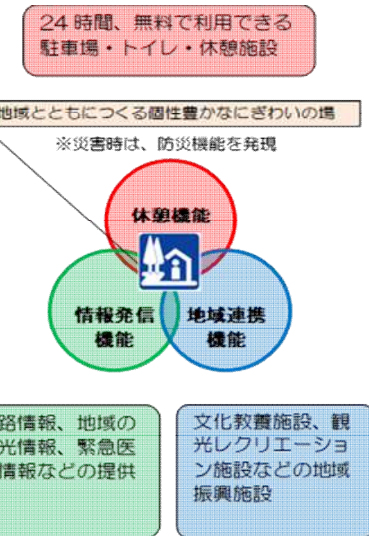 24 時間、無料で利用できる
駐車場・トイレ・休憩施設
地域とともにつくる個性豊かなにぎわいの場
※災害時は、防災機能を発現
休憩機能
情報発信
機能
地域連携
機能
路情報、地域の
光情報、緊急医
情報などの提供
文化教養施設、観
光レクリエーショ
ン施設などの地域
振興施設